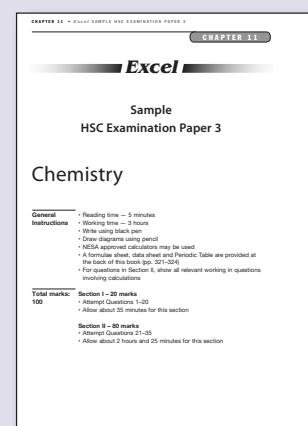 CHAPTER 11 • Excel SAMPLE HSC EXAMINATION PAPER 3
CHAPTER 11
Excel
Sample
HSC Examination Paper 3
Chemistry
General Instructions
• Reading time — 5 minutes
• Working time — 3 hours
• Write using black pen
• Draw diagrams using pencil
• NESA approved calculators may be used
• A formulae sheet, data sheet and Periodic Table are provided at
the back of this book (pp. 321–324)
• For questions in Section II, show all relevant working in questions
involving calculations
Total marks:
100
Section I – 20 marks
• Attempt Questions 1–20
• Allow about 35 minutes for this section
Section II – 80 marks
• Attempt Questions 21–35
• Allow about 2 hours and 25 minutes for this section